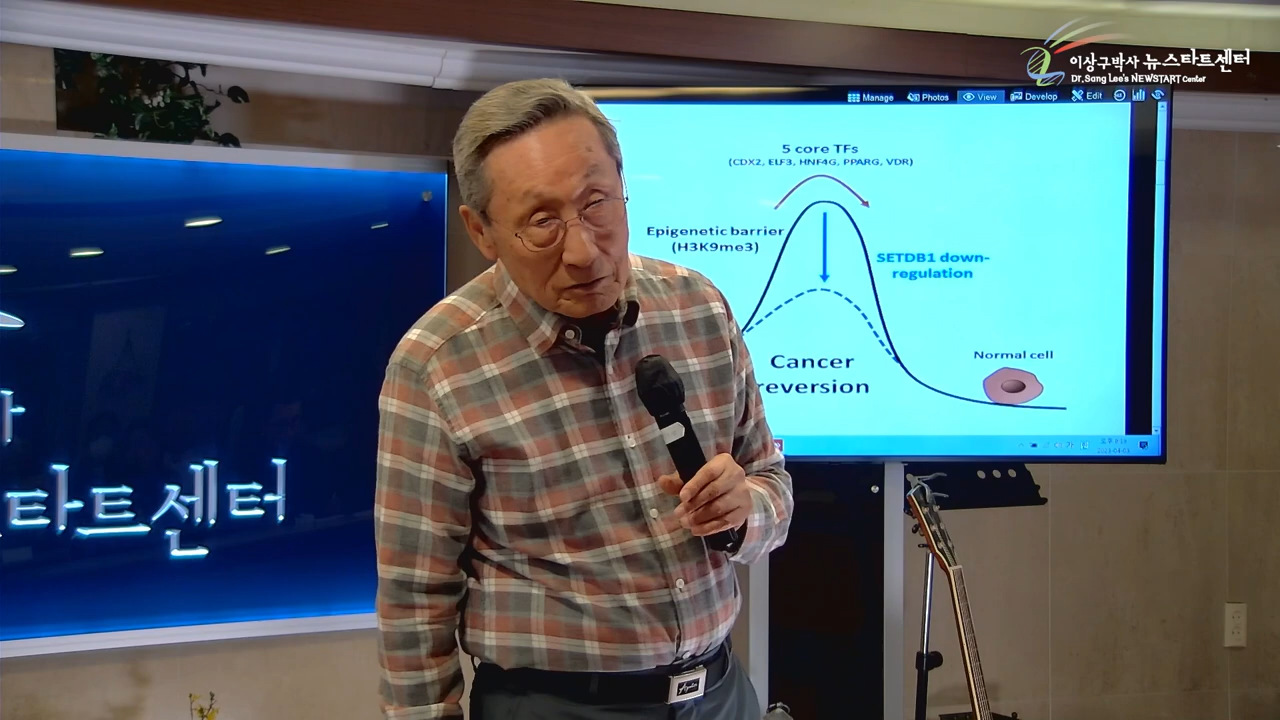 이상구박사 뉴스타트센터
Dr. Sang Lee's NEWSTART Center
Manage Photos View Develop Edit
5 core TFs
(CDX2, ELF3, HNF4G, PPARG, VDR)
Epigenetic barrier
(H3K9me3)
SETDB1 down-
regulation
Cancer
reversion
Normal cell
스타트센터